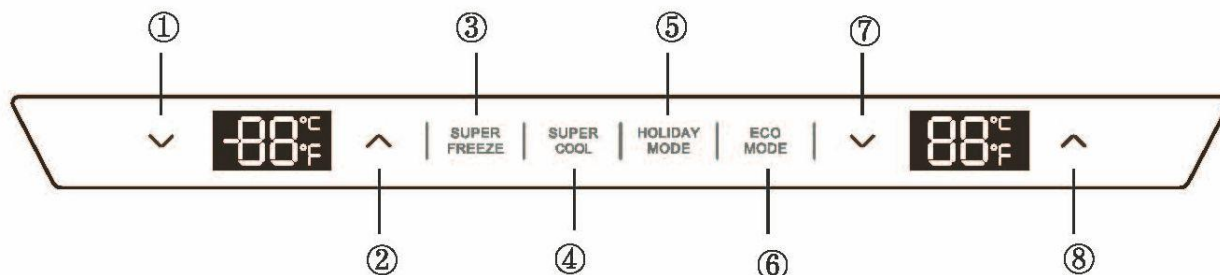 ① ③ ⑤ ⑦
-88°C °F
SUPER
FREEZE
SUPER
COOL
HOLIDAY
MODE
ECO
MODE
88°C °F
② ④ ⑥ ⑧